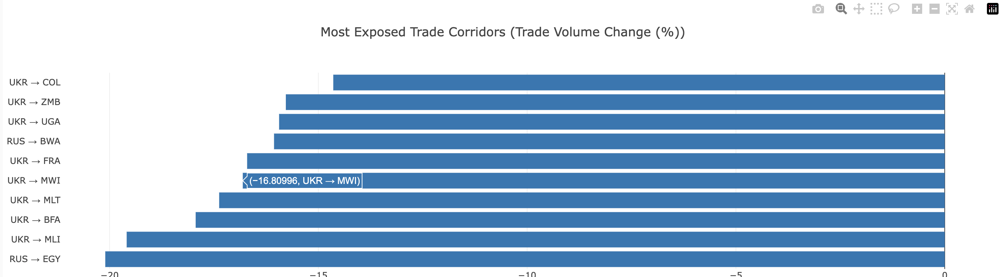 Most Exposed Trade Corridors (Trade Volume Change (%))
UKR → COL
UKR → ZMB
UKR → UGA
RUS → BWA
UKR → FRA
UKR → MWI
(−16.80996, UKR → MWI)
UKR → MLT
UKR → BFA
UKR → MLI
RUS → EGY
−20 −15 −10 −5 0